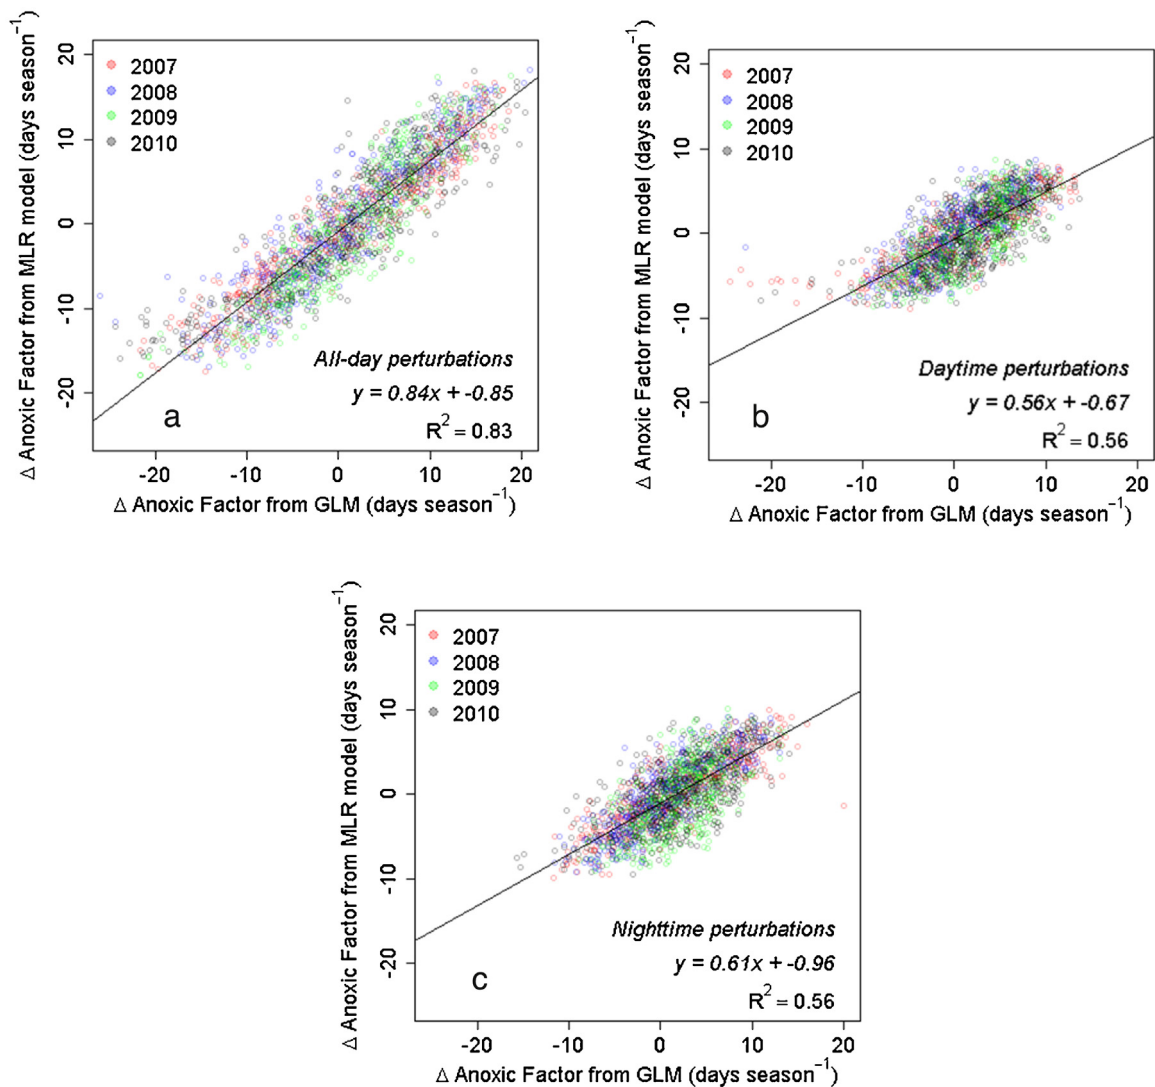 Δ Anoxic Factor from MLR model (days season⁻¹)
20
10
0
-10
-20
2007
2008
2009
2010
All-day perturbations
y = 0.84x + -0.85
R² = 0.83
a
-20 -10 0 10 20
Δ Anoxic Factor from GLM (days season⁻¹)
Δ Anoxic Factor from MLR model (days season⁻¹)
20
10
0
-10
-20
2007
2008
2009
2010
Daytime perturbations
y = 0.56x + -0.67
R² = 0.56
b
-20 -10 0 10 20
Δ Anoxic Factor from GLM (days season⁻¹)
Δ Anoxic Factor from MLR model (days season⁻¹)
20
10
0
-10
-20
2007
2008
2009
2010
Nighttime perturbations
y = 0.61x + -0.96
R² = 0.56
c
-20 -10 0 10 20
Δ Anoxic Factor from GLM (days season⁻¹)